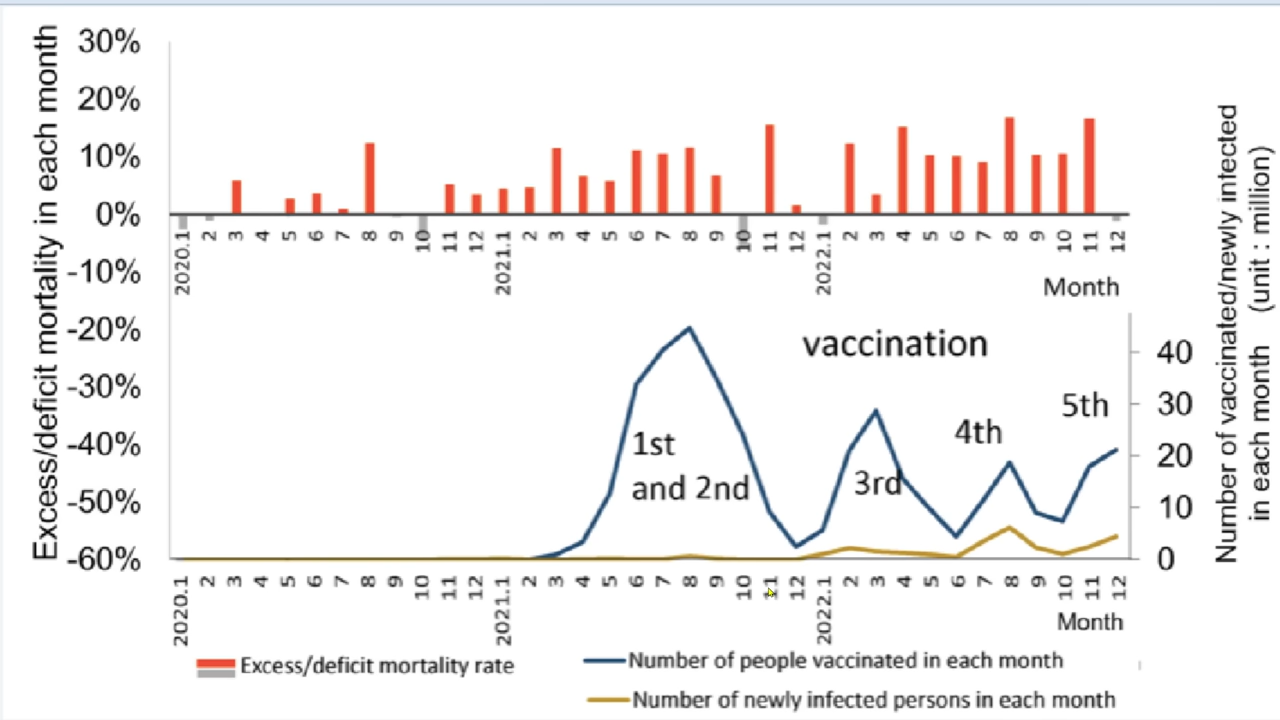 Excess/deficit mortality in each month
30%
20%
10%
0%
-10%
-20%
-30%
-40%
-50%
-60%
2020.1 2 3 4 5 6 7 8 9 10 11 12 2021.1 2 3 4 5 6 7 8 9 10 11 12 2022.1 2 3 4 5 6 7 8 9 10 11 12
Month
vaccination
1st
and 2nd
3rd
4th
5th
40
30
20
10
0
Number of vaccinated/newly intected
in each month (unit : million)
2020.1 2 3 4 5 6 7 8 9 10 11 12 2021.1 2 3 4 5 6 7 8 9 10 11 12 2022.1 2 3 4 5 6 7 8 9 10 11 12
Month
Excess/deficit mortality rate
Number of people vaccinated in each month
Number of newly infected persons in each month